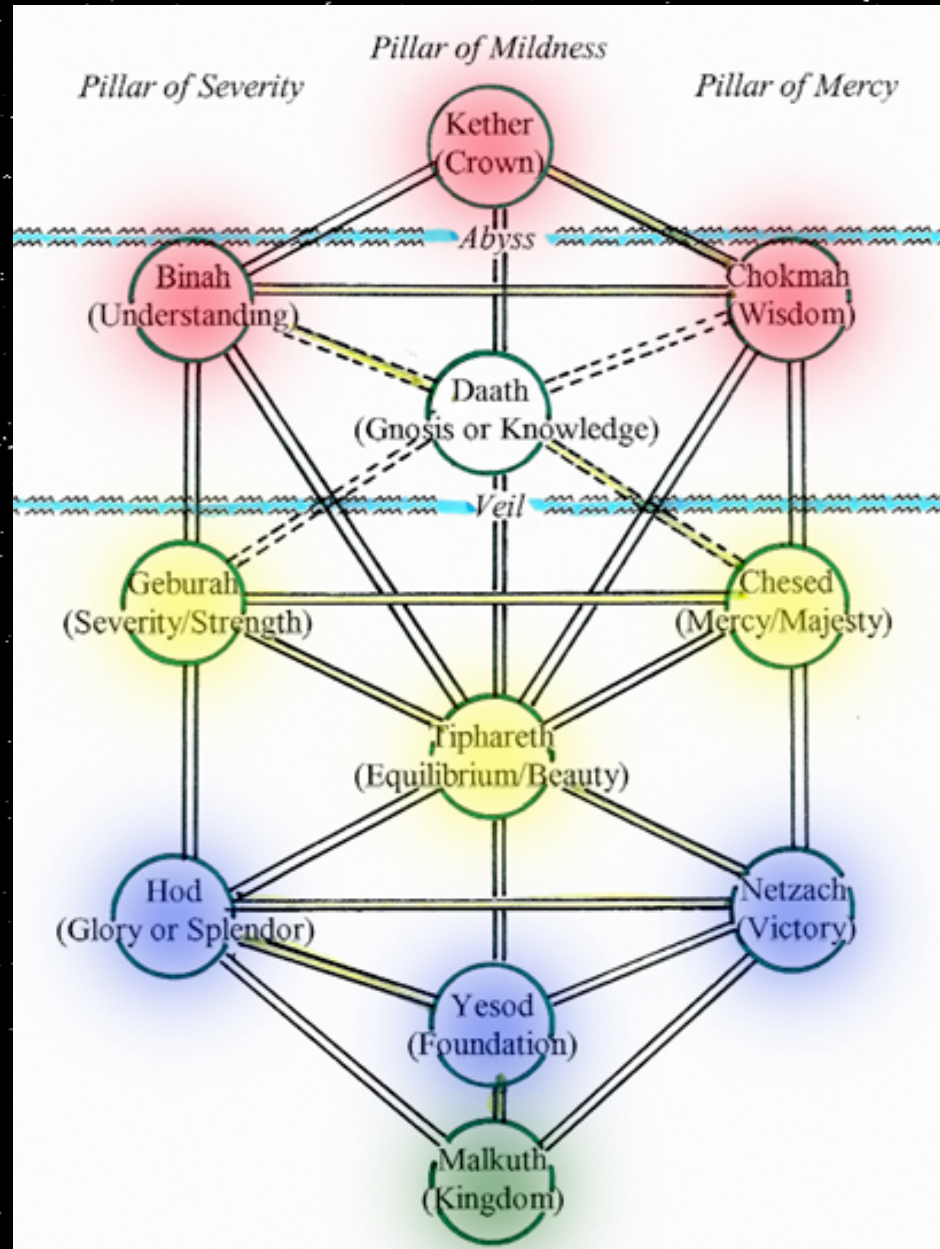 Pillar of Mildness
Pillar of Severity
Pillar of Mercy
Kether
(Crown)
Abyss
Binah
(Understanding)
Chokmah
(Wisdom)
Daath
(Gnosis or Knowledge)
Veil
Geburah
(Severity/Strength)
Chesed
(Mercy/Majesty)
Tiphareth
(Equilibrium/Beauty)
Hod
(Glory or Splendor)
Netzach
(Victory)
Yesod
(Foundation)
Malkuth
(Kingdom)